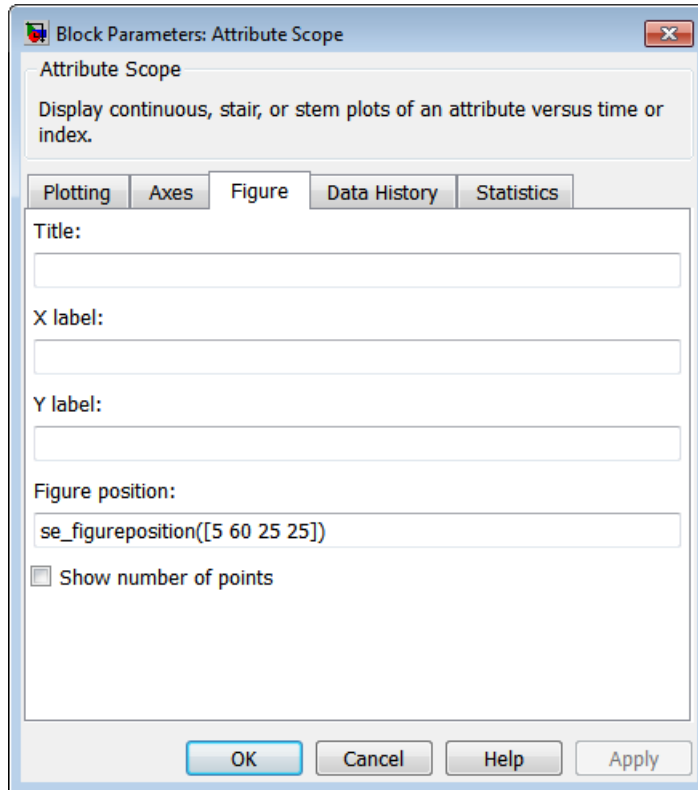 Block Parameters: Attribute Scope
Attribute Scope
Display continuous, stair, or stem plots of an attribute versus time or
index.
Plotting Axes Figure Data History Statistics
Title:
X label:
Y label:
Figure position:
se_figureposition([5 60 25 25])
Show number of points
OK Cancel Help Apply